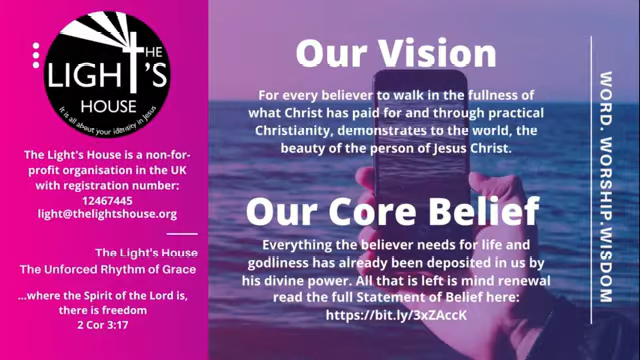 THE
LIGHT'S
HOUSE
it is all about your identity in Jesus
The Light's House is a non-for-
profit organisation in the UK
with registration number:
12467445
light@thelightshouse.org
The Light's House
The Unforced Rhythm of Grace
...where the Spirit of the Lord is,
there is freedom
2 Cor 3:17
Our Vision
For every believer to walk in the fullness of
what Christ has paid for and through practical
Christianity, demonstrates to the world, the
beauty of the person of Jesus Christ.
Our Core Belief
Everything the believer needs for life and
godliness has already been deposited in us by
his divine power. All that is left is mind renewal
read the full Statement of Belief here:
https://bit.ly/3xZAccK
WORD. WORSHIP.WISDOM